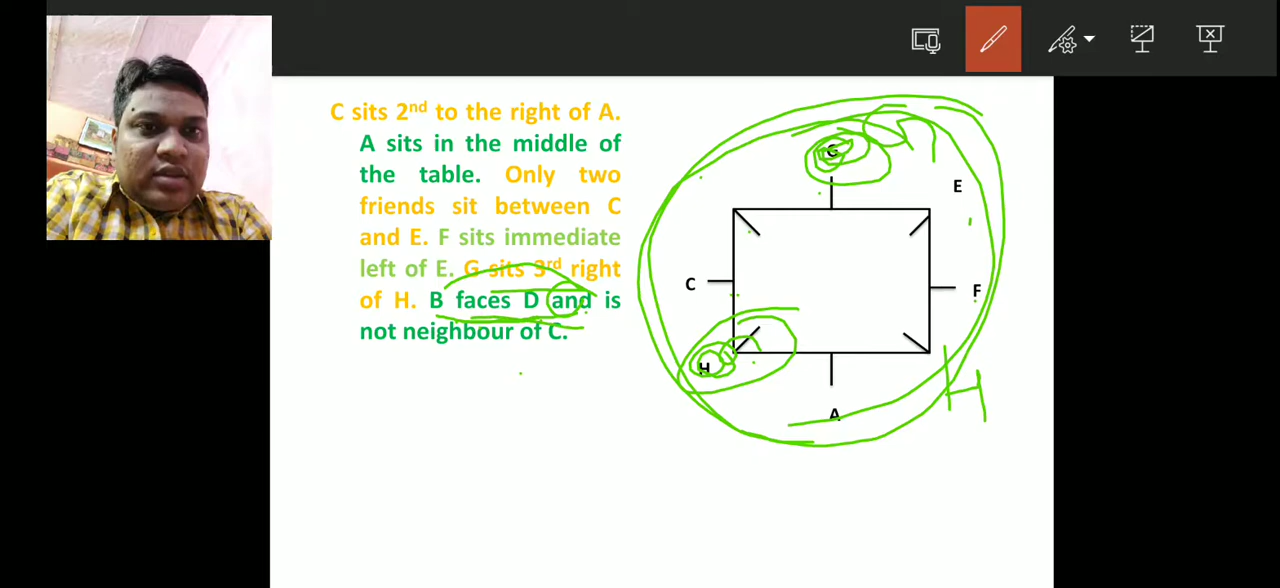 C sits 2nd to the right of A.
A sits in the middle of
the table. Only two
friends sit between C
and E. F sits immediate
left of E. G sits 3rd right
of H. B faces D and is
not neighbour of C.
G
E
C
F
H
A
H